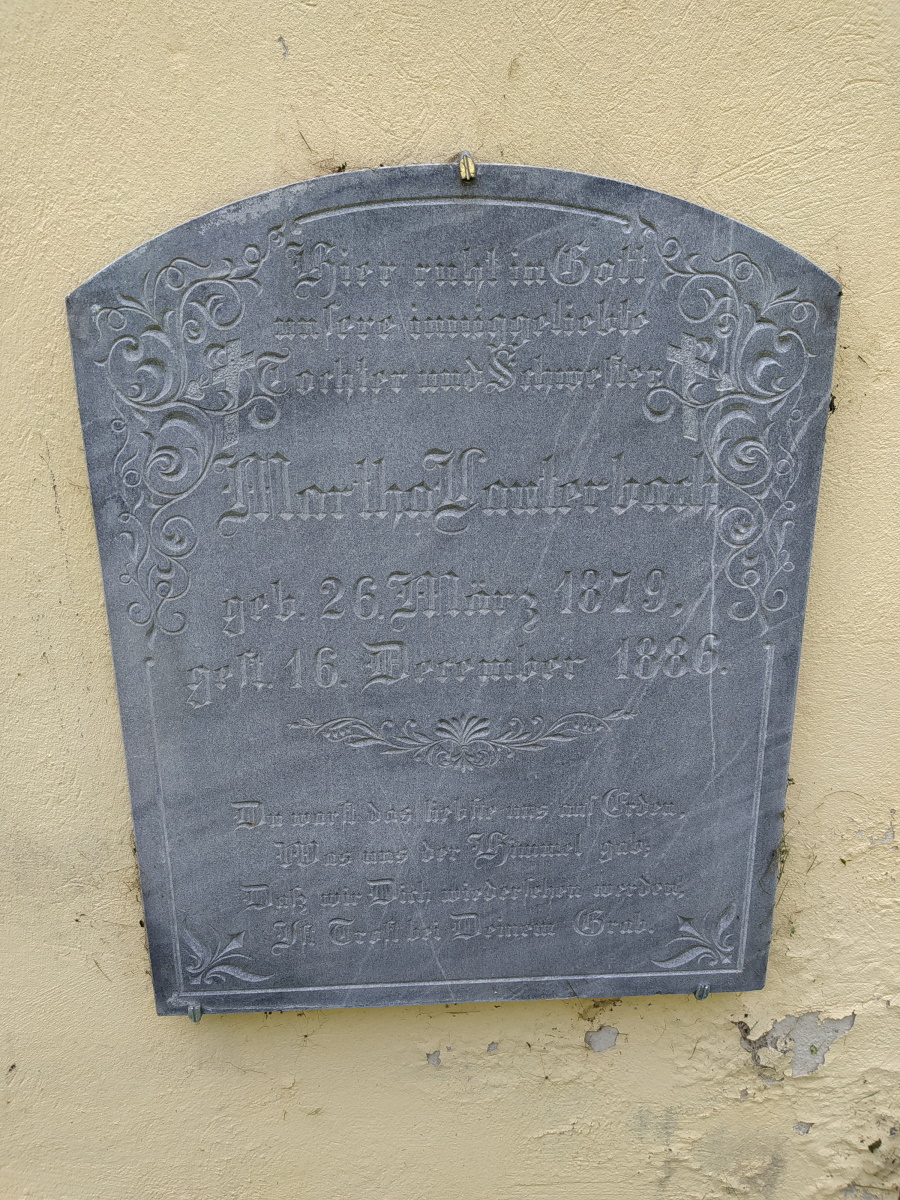 Hier ruht in Gott
unsere inniggeliebte
Tochter und Schwester
Martha Lauterbach
geb. 26. März 1879,
gest. 16. December 1886.
Du warst das liebste uns auf Erden,
Was uns der Himmel gab;
Daß wir Dich wiedersehen werden,
Ist Trost bei Deinem Grab.